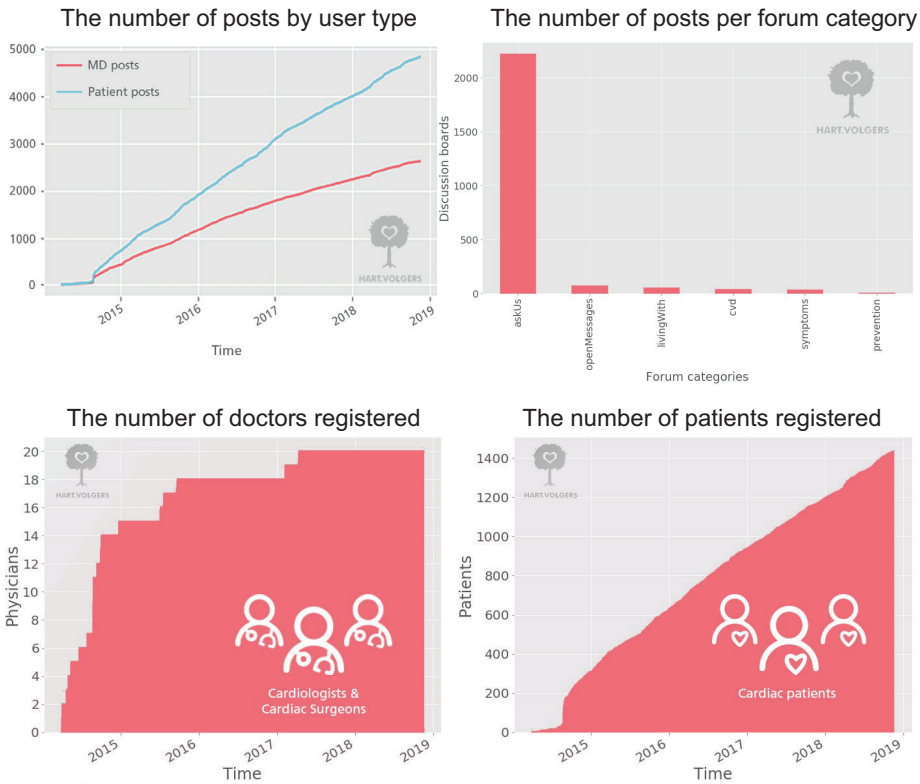 The number of posts by user type
5000
4000
3000
2000
1000
0
MD posts
Patient posts
HART.VOLGERS
2015
2016
2017
2018
2019
Time
The number of posts per forum category
Discussion boards
2000
1500
1000
500
0
HART.VOLGERS
askUs
openMessages
livingWith
cvd
symptoms
prevention
Forum categories
The number of doctors registered
Physicians
20
18
16
14
12
10
8
6
4
2
0
HART.VOLGERS
Cardiologists &
Cardiac Surgeons
2015
2016
2017
2018
2019
Time
The number of patients registered
Patients
1400
1200
1000
800
600
400
200
0
HART.VOLGERS
Cardiac patients
2015
2016
2017
2018
2019
Time